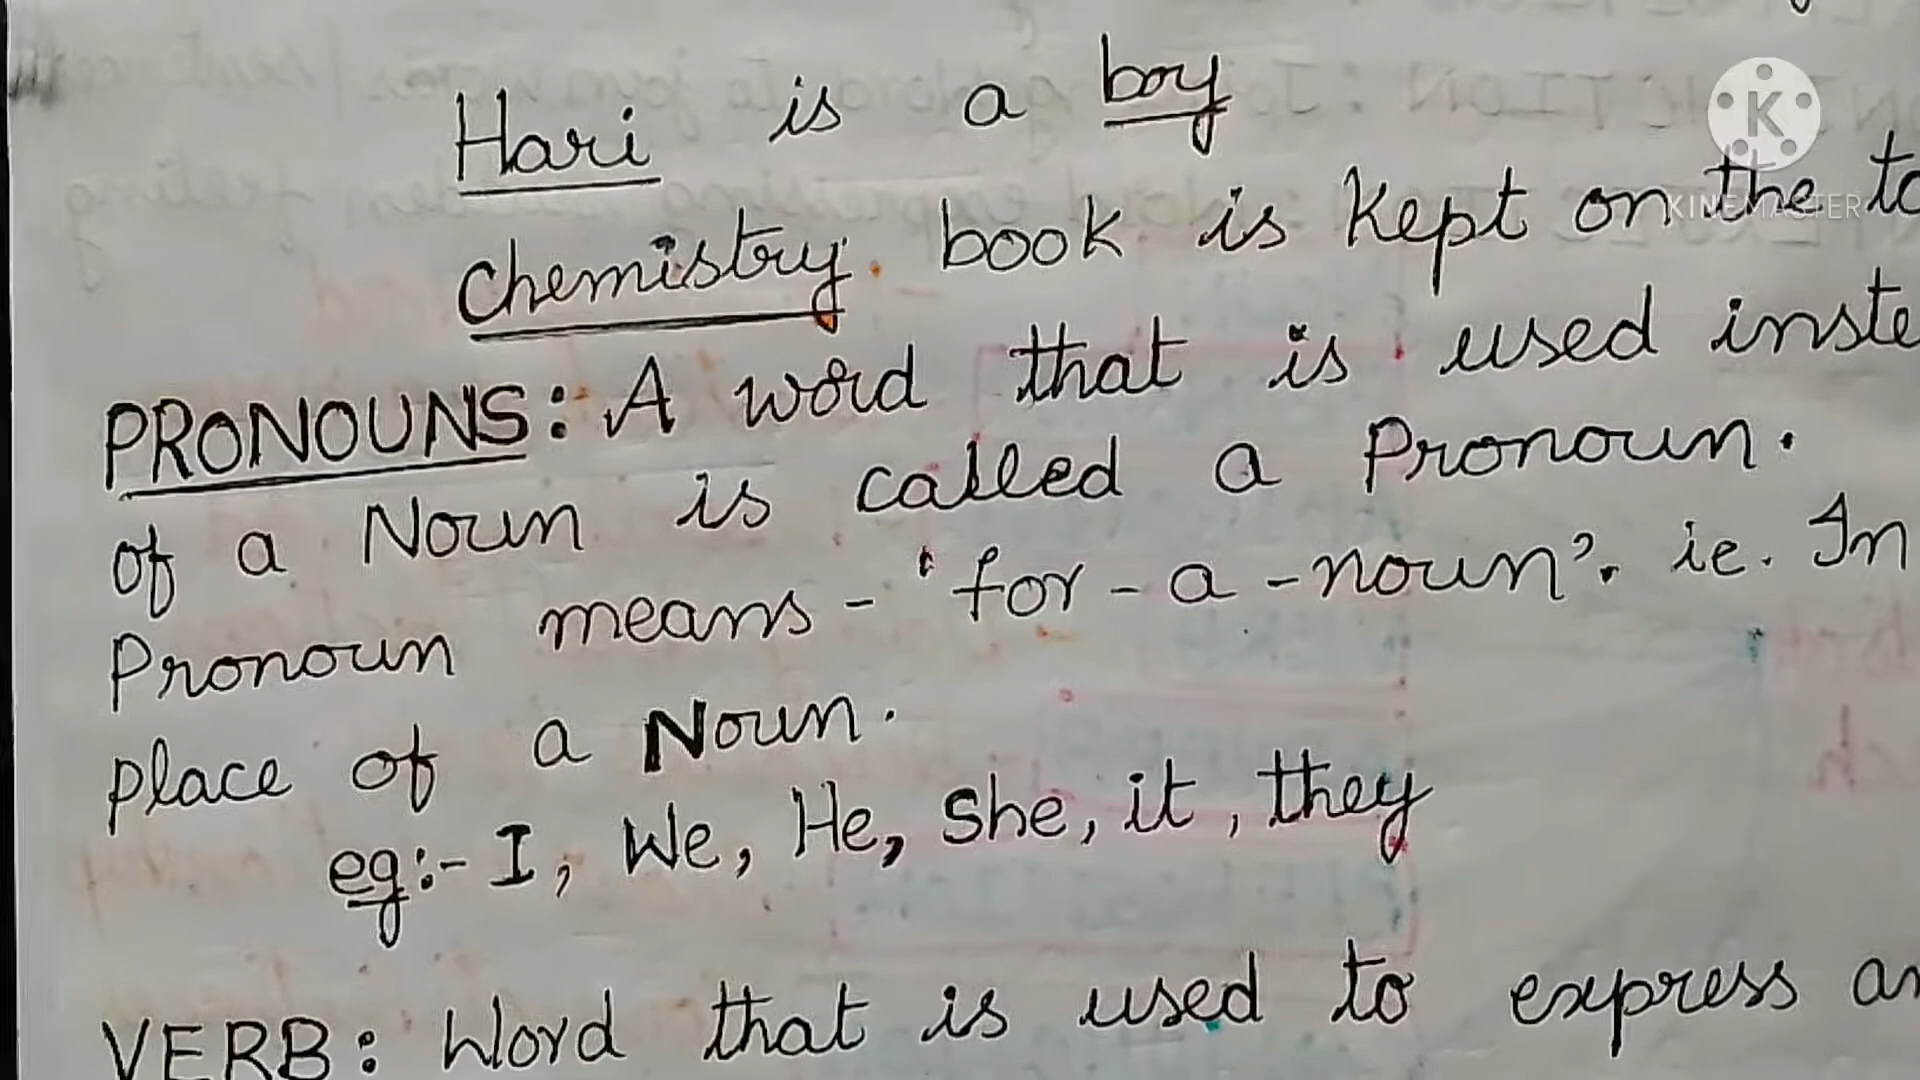 Hari is a boy
chemistry. book is kept on the
PRONOUNS: A word that is used inste
of a Noun is called a Pronoun.
Pronoun means - 'for - a - noun'. ie. In
place of a Noun.
eg:- I, We, He, She, it, they
VERB: Word that is used to express
K
KINEMASTER